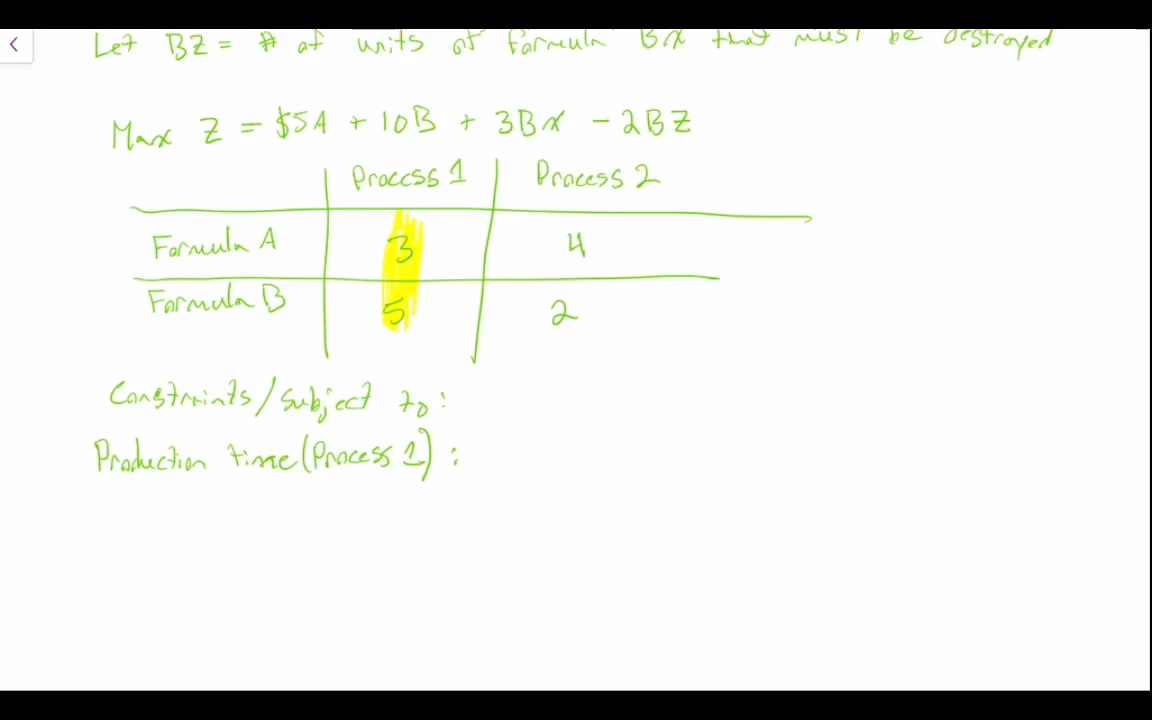 Let BZ = # of units of Formula BX that must be destroyed
Max Z = $5A + 10B + 3BX - 2BZ
Process 1 Process 2
Formula A 3 4
Formula B 5 2
Constraints/Subject to:
Production time (Process 1):